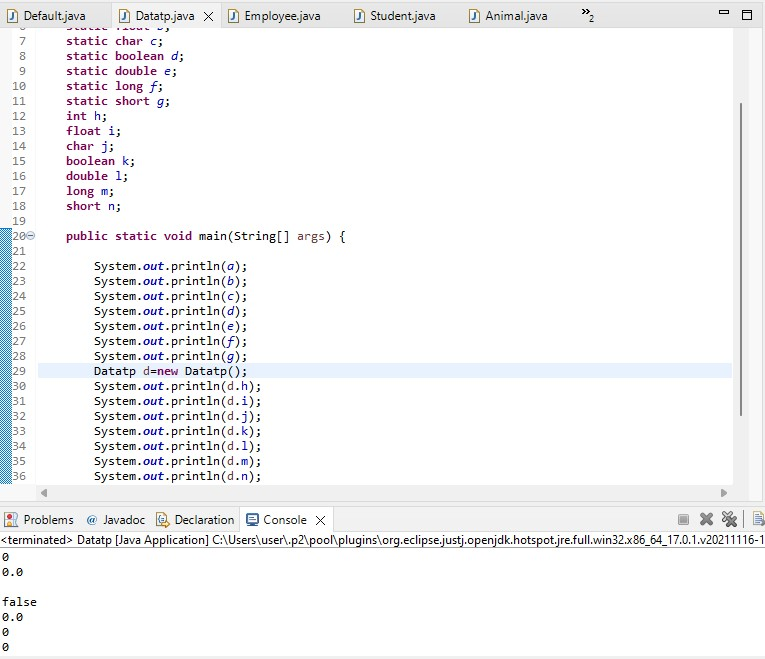 Default.java Datatp.java Employee.java Student.java Animal.java »2
7 static char c;
8 static boolean d;
9 static double e;
10 static long f;
11 static short g;
12 int h;
13 float i;
14 char j;
15 boolean k;
16 double l;
17 long m;
18 short n;
19
20 public static void main(String[] args) {
21
22 System.out.println(a);
23 System.out.println(b);
24 System.out.println(c);
25 System.out.println(d);
26 System.out.println(e);
27 System.out.println(f);
28 System.out.println(g);
29 Datatp d=new Datatp();
30 System.out.println(d.h);
31 System.out.println(d.i);
32 System.out.println(d.j);
33 System.out.println(d.k);
34 System.out.println(d.l);
35 System.out.println(d.m);
36 System.out.println(d.n);
Problems @ Javadoc Declaration Console
<terminated> Datatp [Java Application] C:\Users\user\.p2\pool\plugins\org.eclipse.justj.openjdk.hotspot.jre.full.win32.x86_64_17.0.1.v20211116-1
0
0.0
false
0.0
0
0